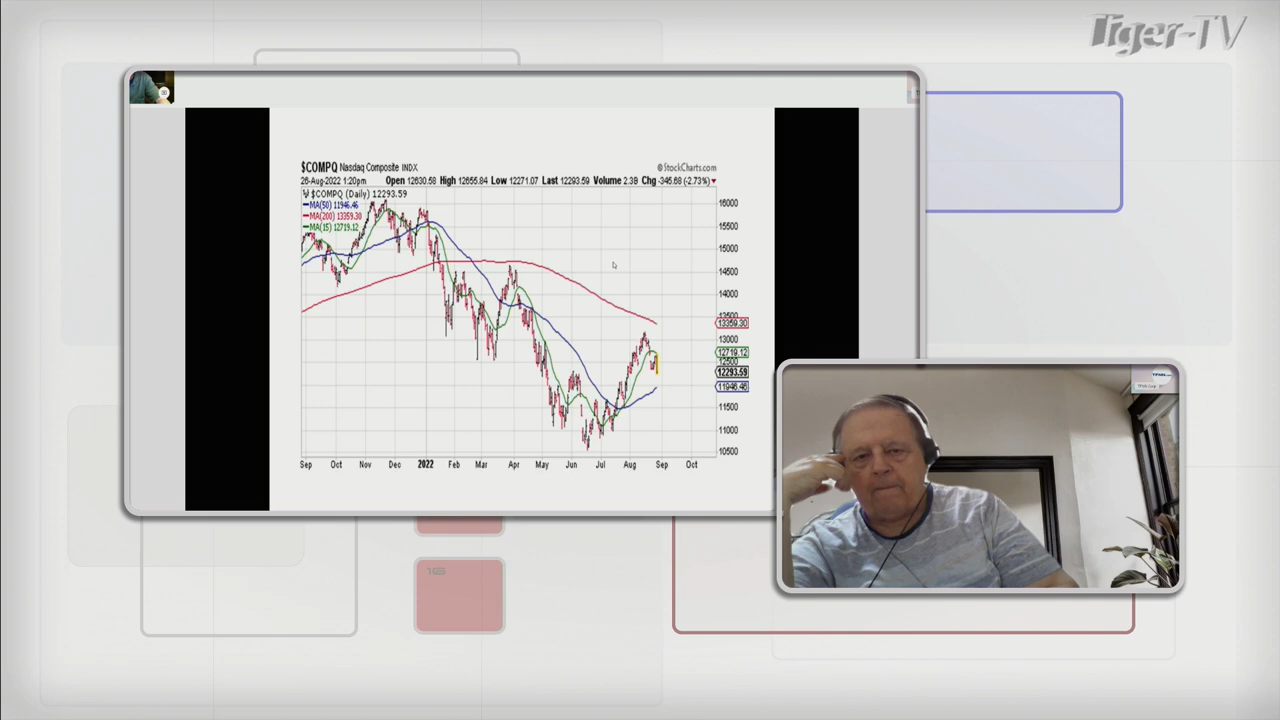 Tiger-TV
$COMPQ Nasdaq Composite INDX
© StockCharts.com
26-Aug-2022 1:20pm Open 12630.58 High 12655.84 Low 12271.07 Last 12293.59 Volume 2.3B Chg -345.68 (-2.73%)
$COMPQ (Daily) 12293.59
MA(50) 11946.46
MA(200) 13359.30
MA(15) 12719.12
16000
15500
15000
14500
14000
13500
13359.30
13000
12719.12
12500
12293.59
11946.46
11500
11000
10500
Sep Oct Nov Dec 2022 Feb Mar Apr May Jun Jul Aug Sep Oct